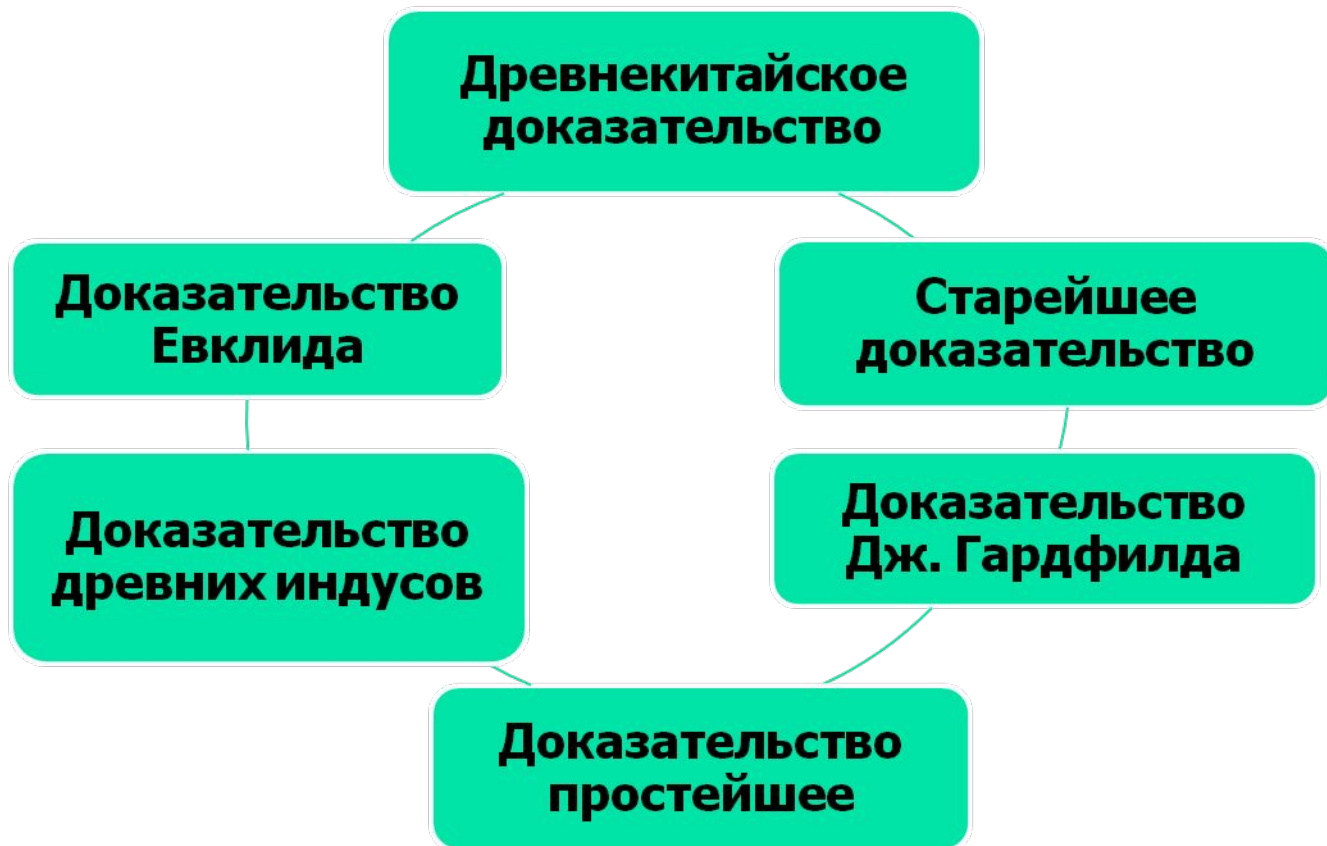 Древнекитайское
доказательство
Доказательство
Евклида
Старейшее
доказательство
Доказательство
древних индусов
Доказательство
Дж. Гардфилда
Доказательство
простейшее